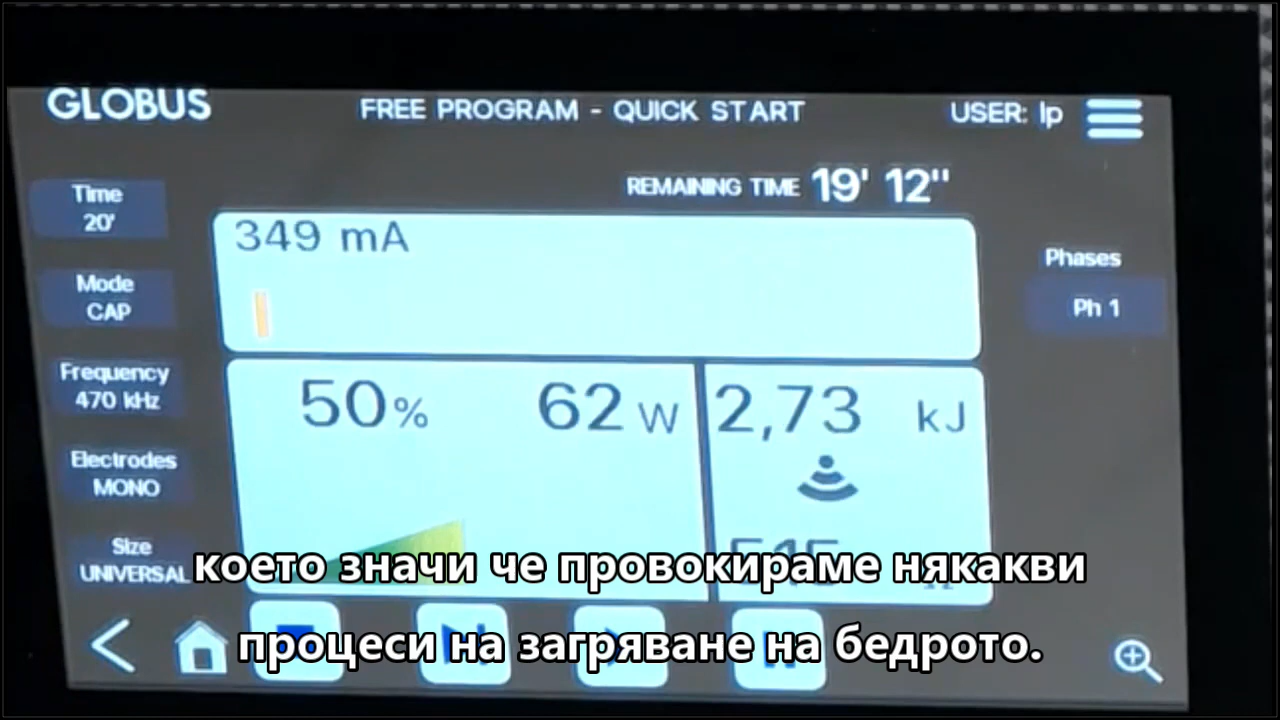 GLOBUS
FREE PROGRAM - QUICK START
USER: lp
REMAINING TIME 19' 12"
Time
20'
349 mA
Phases
Ph 1
Mode
CAP
Frequency
470 kHz
50% 62 W
2,73 kJ
Electrodes
MONO
Size
UNIVERSAL
което значи че провокираме някакви
процеси на загряване на бедрото.